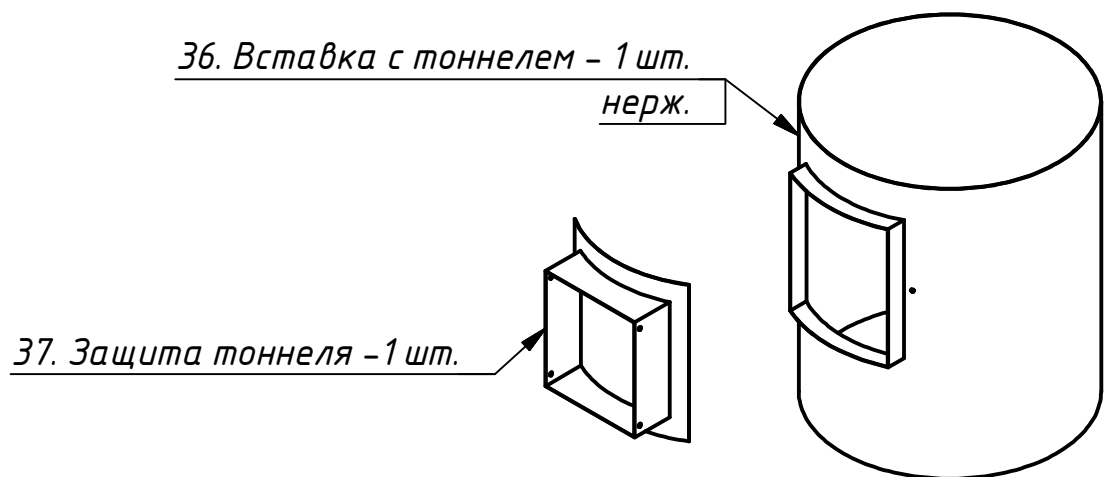 36. Вставка с тоннелем - 1 шт.
нерж.
37. Защита тоннеля -1 шт.